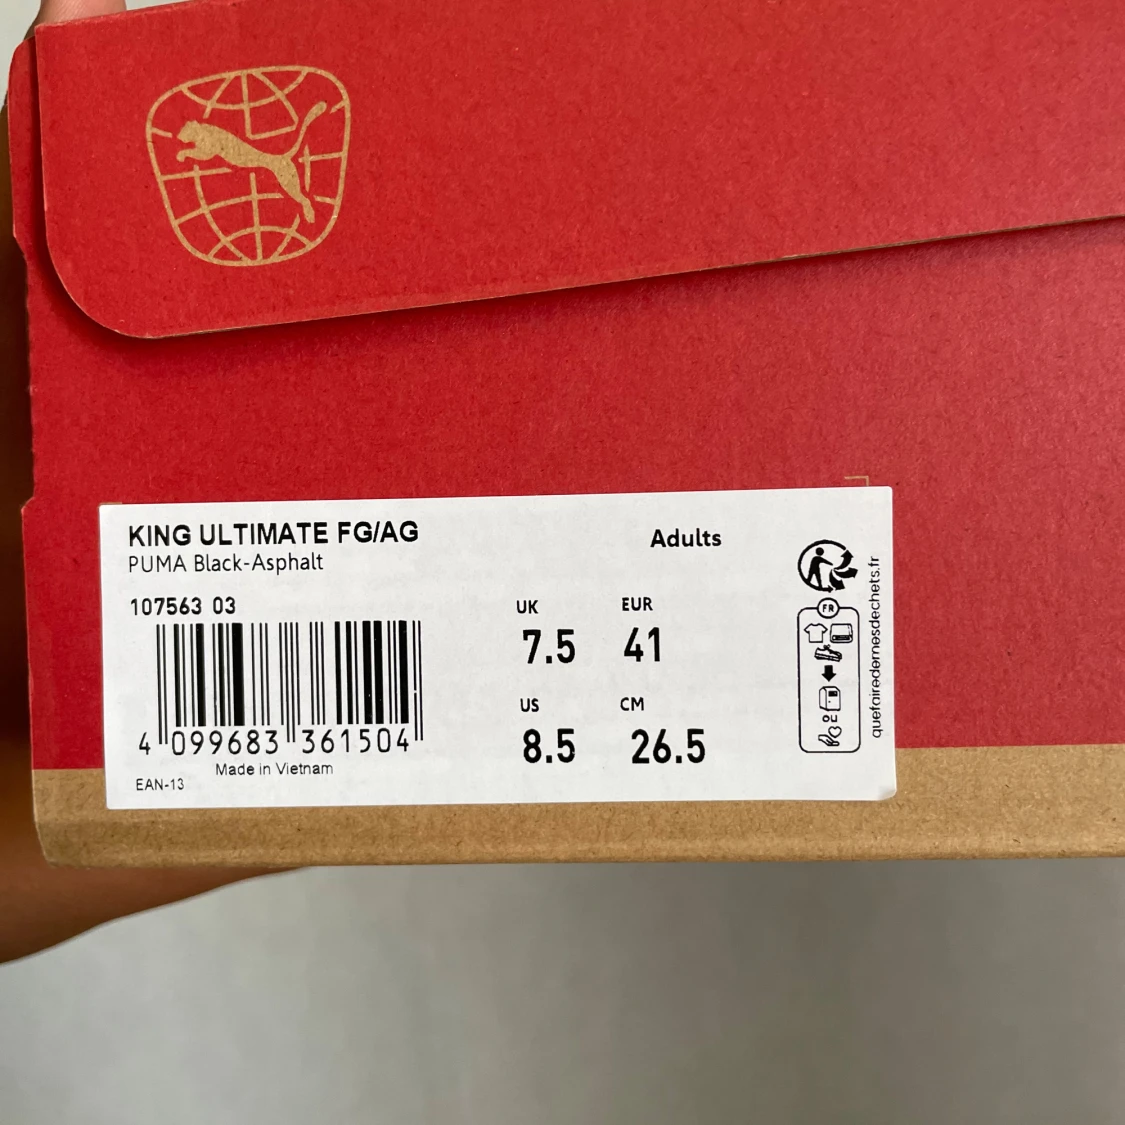 KING ULTIMATE FG/AG
Adults
PUMA Black-Asphalt
107563 03
UK
EUR
7.5
41
US
CM
8.5
26.5
4 099683 361504
Made in Vietnam
EAN-13
FR
quefairedemesdechets.fr